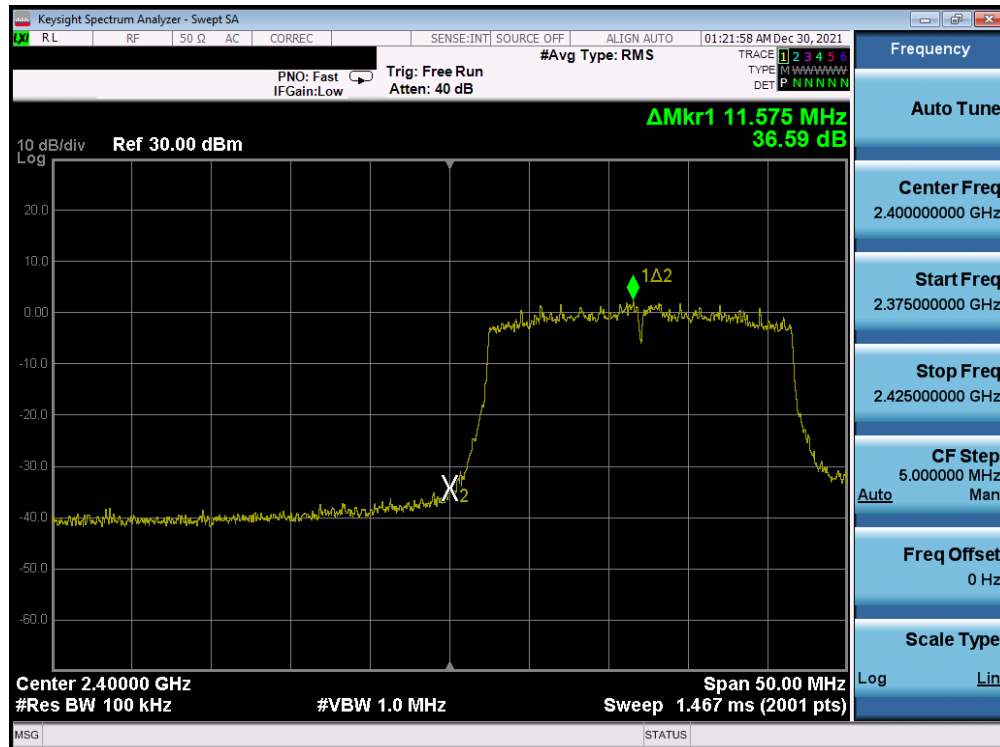 Keysight Spectrum Analyzer - Swept SA
LXI RL RF 50 Ω AC CORREC SENSE:INT SOURCE OFF ALIGN AUTO 01:21:58 AM Dec 30, 2021
PNO: Fast
IFGain:Low
Trig: Free Run
Atten: 40 dB
#Avg Type: RMS
TRACE 1 2 3 4 5 6
TYPE M W W W W W
DET P N N N N N
ΔMkr1 11.575 MHz
36.59 dB
10 dB/div
Log
Ref 30.00 dBm
20.0
10.0
0.00
-10.0
-20.0
-30.0
-40.0
-50.0
-60.0
1Δ2
X2
Center 2.40000 GHz
#Res BW 100 kHz
#VBW 1.0 MHz
Span 50.00 MHz
Sweep 1.467 ms (2001 pts)
MSG
STATUS
Frequency
Auto Tune
Center Freq
2.400000000 GHz
Start Freq
2.375000000 GHz
Stop Freq
2.425000000 GHz
CF Step
5.000000 MHz
Auto Man
Freq Offset
0 Hz
Scale Type
Log Lin